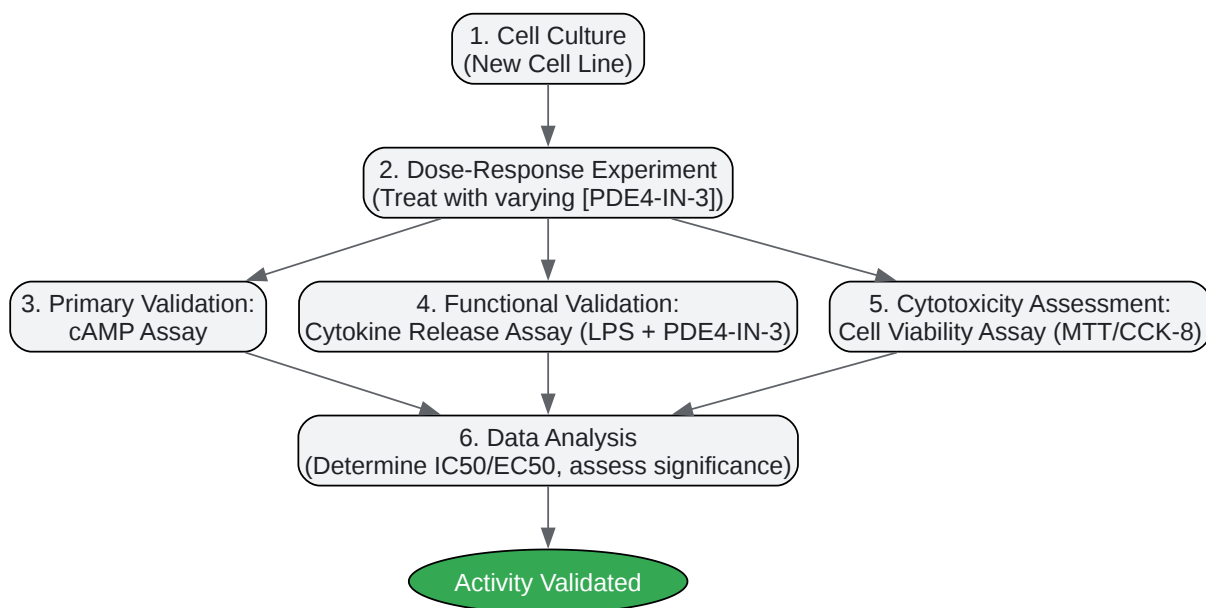 1. Cell Culture
(New Cell Line)
2. Dose-Response Experiment
(Treat with varying [PDE4-IN-3])
3. Primary Validation:
cAMP Assay
4. Functional Validation:
Cytokine Release Assay (LPS + PDE4-IN-3)
5. Cytotoxicity Assessment:
Cell Viability Assay (MTT/CCK-8)
6. Data Analysis
(Determine IC50/EC50, assess significance)
Activity Validated